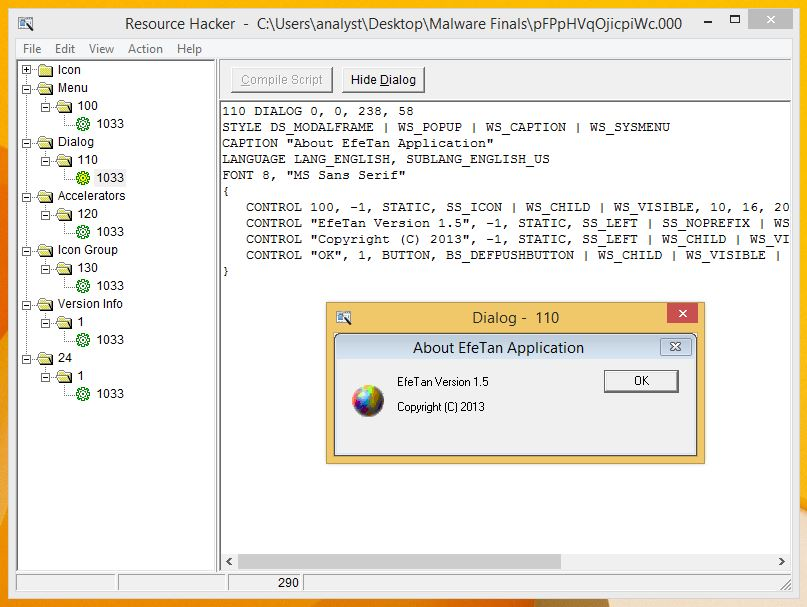 Resource Hacker - C:\Users\analyst\Desktop\Malware Finals\pFPpHVqOjicpiWc.000
File Edit View Action Help
Icon
Menu
100
1033
Dialog
110
1033
Accelerators
120
1033
Icon Group
130
1033
Version Info
1
1033
24
1
1033
Compile Script Hide Dialog
110 DIALOG 0, 0, 238, 58
STYLE DS_MODALFRAME | WS_POPUP | WS_CAPTION | WS_SYSMENU
CAPTION "About EfeTan Application"
LANGUAGE LANG_ENGLISH, SUBLANG_ENGLISH_US
FONT 8, "MS Sans Serif"
{
CONTROL 100, -1, STATIC, SS_ICON | WS_CHILD | WS_VISIBLE, 10, 16, 20
CONTROL "EfeTan Version 1.5", -1, STATIC, SS_LEFT | SS_NOPREFIX | WS
CONTROL "Copyright (C) 2013", -1, STATIC, SS_LEFT | WS_CHILD | WS_VI
CONTROL "OK", 1, BUTTON, BS_DEFPUSHBUTTON | WS_CHILD | WS_VISIBLE |
}
Dialog - 110
About EfeTan Application
EfeTan Version 1.5
OK
Copyright (C) 2013
290